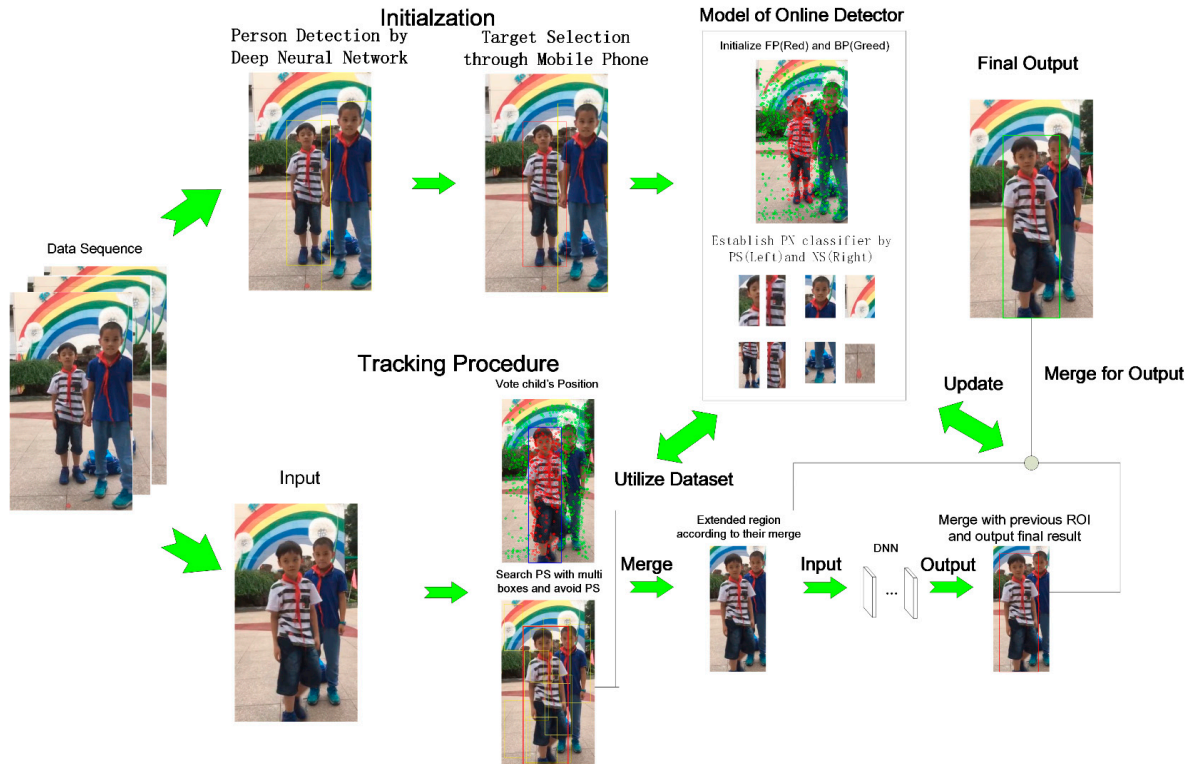 Initialzation
Person Detection by
Deep Neural Network
Target Selection
through Mobile Phone
Model of Online Detector
Initialize FP(Red) and BP(Greed)
Establish PN classifier by
PS(Left)and NS(Right)
Final Output
Data Sequence
Tracking Procedure
Vote child's Position
Input
Search PS with multi
boxes and avoid PS
Utilize Dataset
Update
Merge for Output
Merge
Extended region
according to their merge
Input
DNN
...
Output
Merge with previous ROI
and output final result